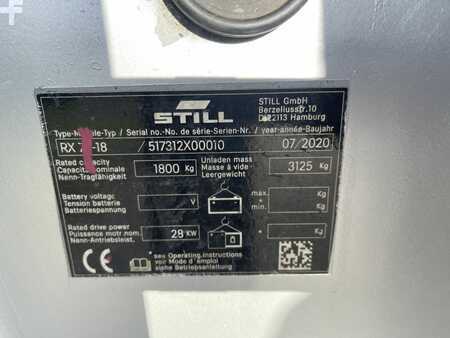 STILL
STILL GmbH
Berzeliusstr.10
D-22113 Hamburg
Type-Modèle-Typ / Serial no.-No. de série-Serien-Nr. / year-année-Baujahr
RX 18 / 517312X00010 07/2020
Rated capacity
Capacité nominale
Nenn-Tragfähigkeit
1800 Kg
Unladen mass
Masse à vide
Leergewicht
3125 Kg
Battery voltage
Tension batterie
Batteriespannung
V
max. Kg
+
min. Kg
Rated drive power
Puissance motr.nom.
Nenn-Antriebsleist.
28 KW
* Kg
CE
* see Operating instructions
voir Mode d'emploi
siehe Betriebsanleitung